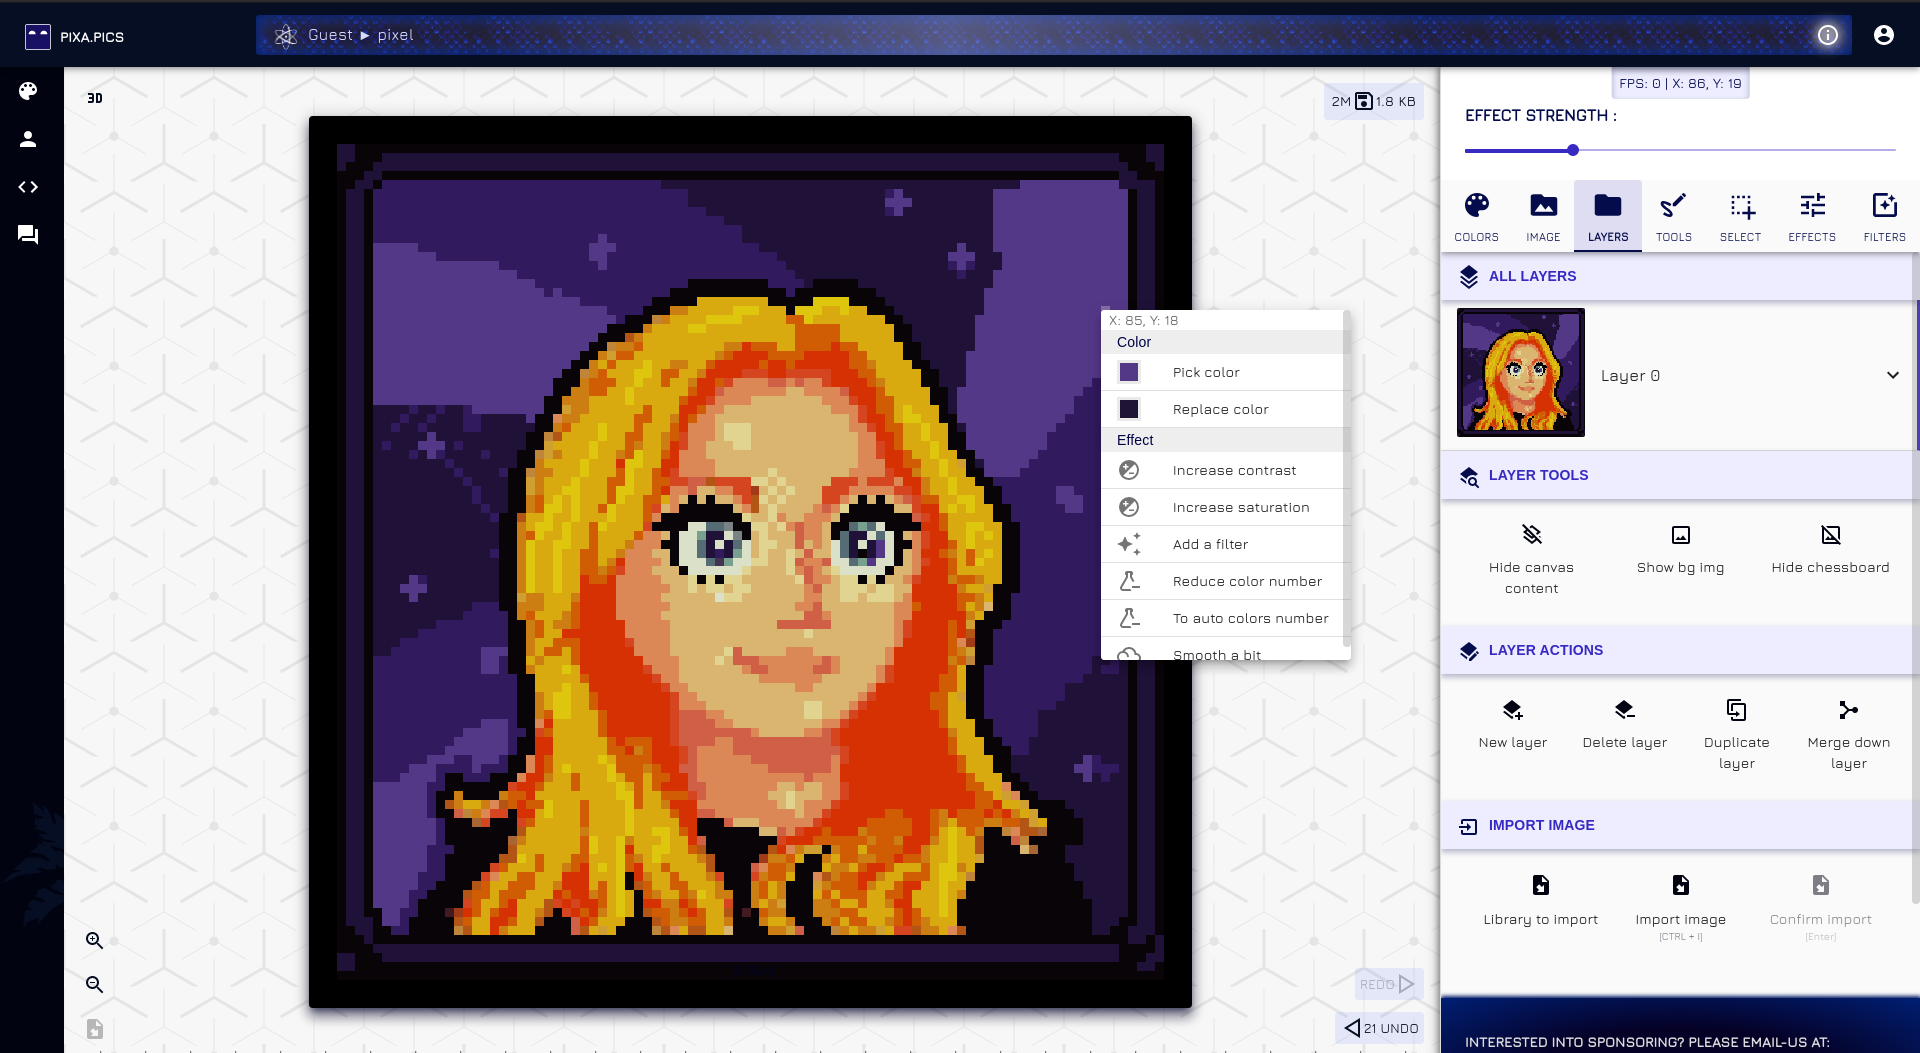 PIXA.PICS
Guest ► pixel
3D
2M 1.8 KB
FPS: 0 | X: 86, Y: 19
EFFECT STRENGTH :
COLORS
IMAGE
LAYERS
TOOLS
SELECT
EFFECTS
FILTERS
ALL LAYERS
Layer 0
LAYER TOOLS
Hide canvas
content
Show bg img
Hide chessboard
LAYER ACTIONS
New layer
Delete layer
Duplicate
layer
Merge down
layer
IMPORT IMAGE
Library to import
Import image
[CTRL + I]
Confirm import
[Enter]
INTERESTED INTO SPONSORING? PLEASE EMAIL-US AT:
X: 85, Y: 18
Color
Pick color
Replace color
Effect
Increase contrast
Increase saturation
Add a filter
Reduce color number
To auto colors number
Smooth a bit
REDO
21 UNDO